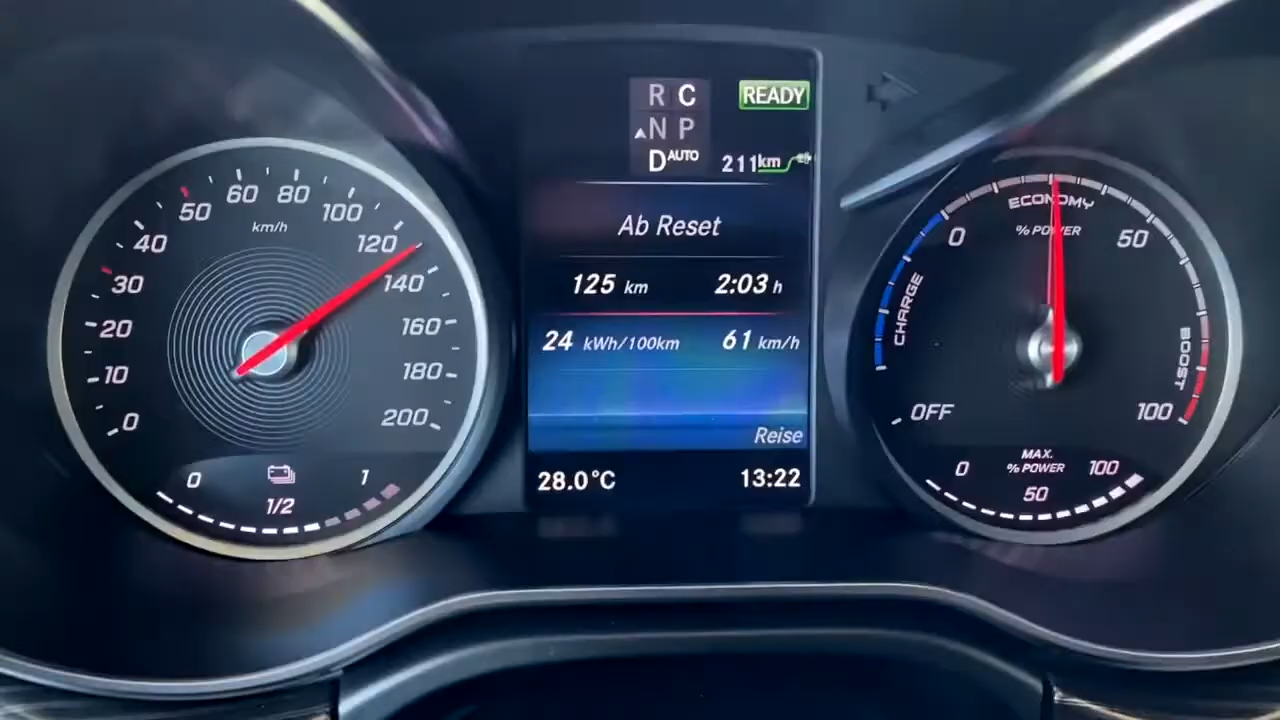 R C
N P
D AUTO
READY
211km
Ab Reset
125 km 2:03 h
24 kWh/100km 61 km/h
Reise
28.0°C 13:22
0
10
20
30
40
50
60
80
100
120
140
160
180
200
km/h
0 1/2 1
CHARGE
ECONOMY
BOOST
% POWER
OFF 0 50 100
MAX.
% POWER
0 50 100